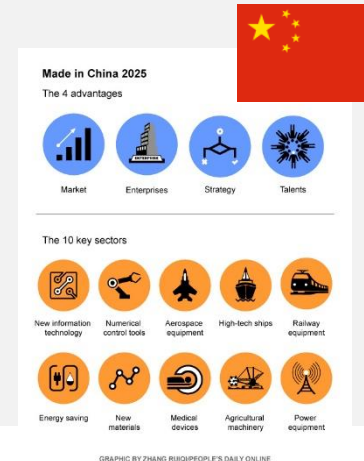 Made in China 2025
The 4 advantages
ENTERPRISE
Market Enterprises Strategy Talents
The 10 key sectors
New information technology
Numerical control tools
Aerospace equipment
High-tech ships
Railway equipment
Energy saving
New materials
Medical devices
Agricultural machinery
Power equipment
GRAPHIC BY ZHANG RUIQI/PEOPLE'S DAILY ONLINE